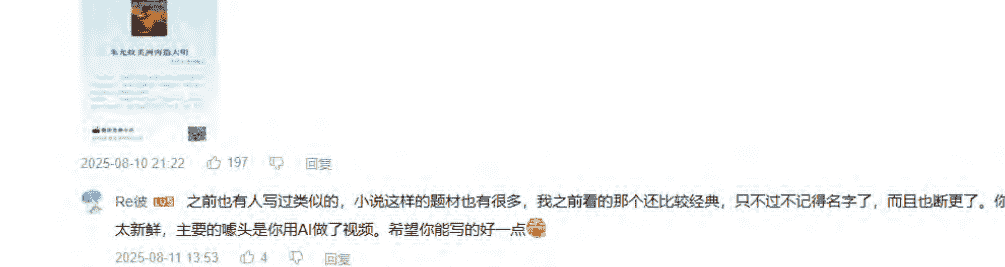 朱允炆美洲再造大明
2025-08-10 21:22 197 回复
Re彼 LV5 之前也有人写过类似的，小说这样的题材也有很多，我之前看的那个还比较经典，只不过不记得名字了，而且也断更了。
太新鲜，主要的噱头是你用AI做了视频。希望你能写的好一点
2025-08-11 13:53 4 回复